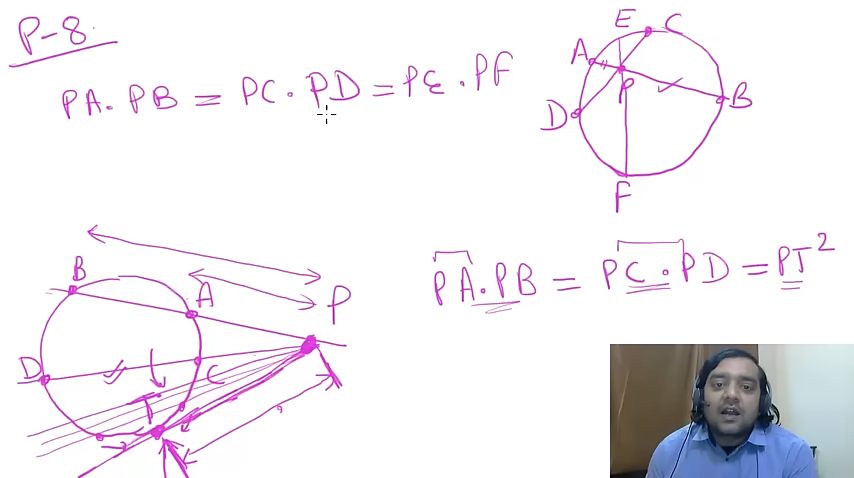 P-8
PA. PB = PC. PD = PE. PF
E C
A
P
B
D
F
PA.PB = PC.PD = PT²
B
A
P
D
C
T